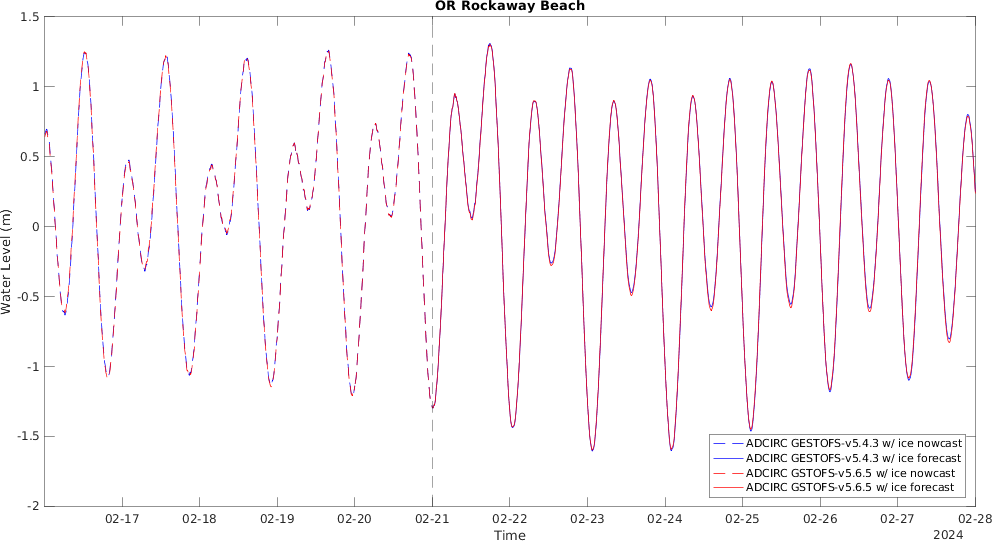 OR Rockaway Beach
1.5
1
0.5
0
-0.5
-1
-1.5
-2
Water Level (m)
ADCIRC GESTOFS-v5.4.3 w/ ice nowcast
ADCIRC GESTOFS-v5.4.3 w/ ice forecast
ADCIRC GSTOFS-v5.6.5 w/ ice nowcast
ADCIRC GSTOFS-v5.6.5 w/ ice forecast
02-17 02-18 02-19 02-20 02-21 02-22 02-23 02-24 02-25 02-26 02-27 02-28
Time
2024